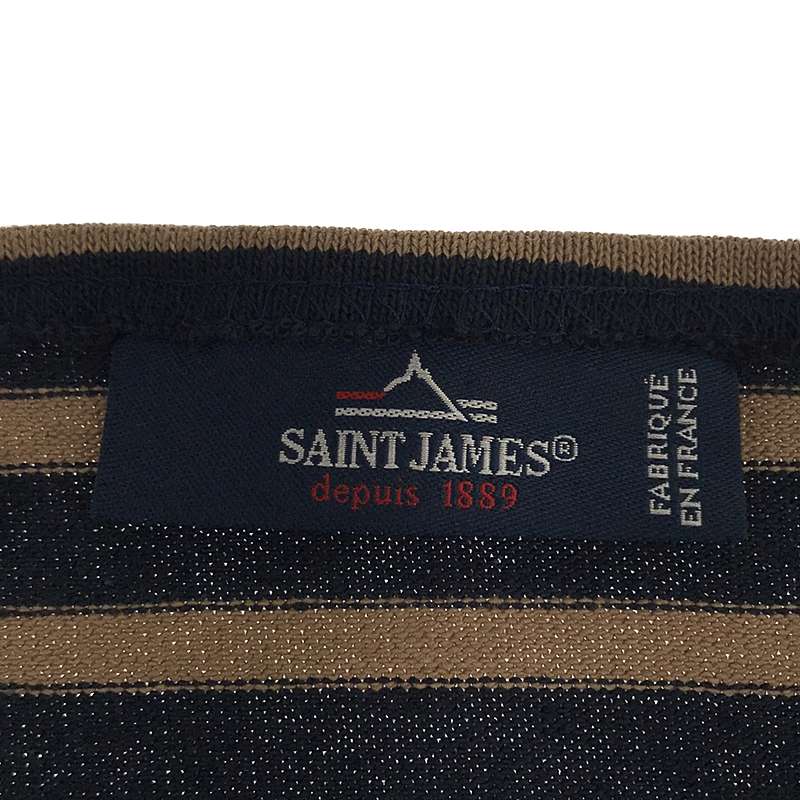 SAINT JAMES®
depuis 1889
FABRIQUÉ
EN FRANCE